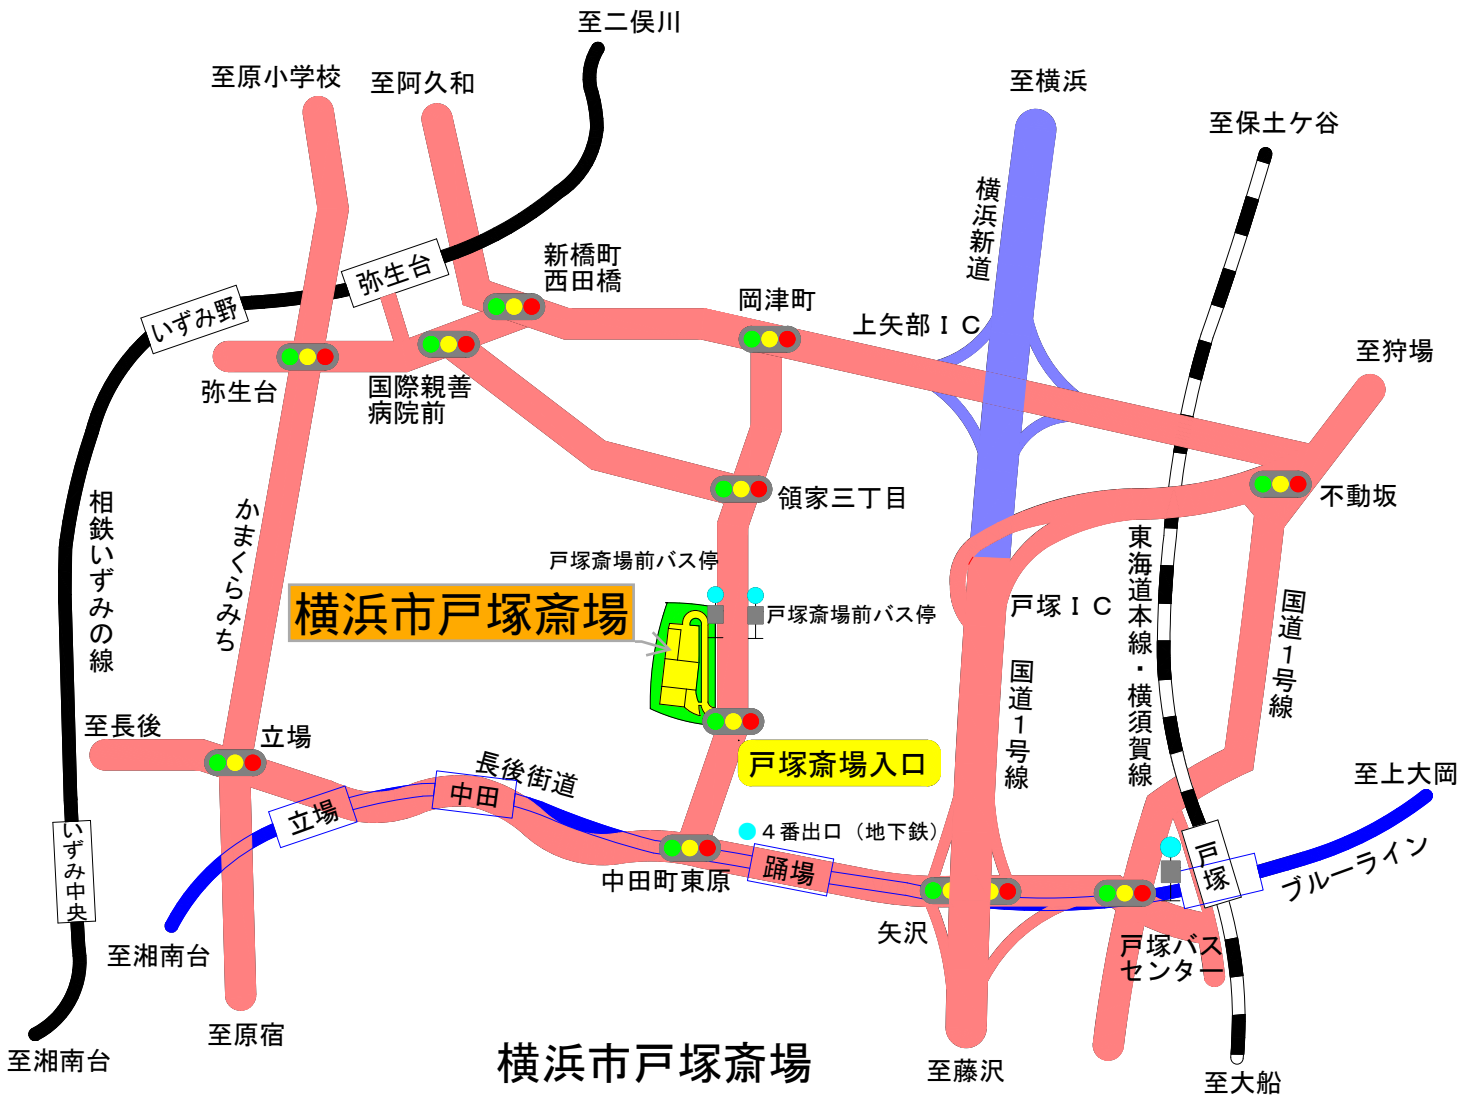 至二俣川
至原小学校
至阿久和
至横浜
至保土ケ谷
横浜新道
新橋町
西田橋
弥生台
いずみ野
岡津町
上矢部ＩＣ
至狩場
弥生台
国際親善
病院前
領家三丁目
不動坂
相鉄いずみの線
かまくらみち
戸塚斎場前バス停
東海道本線・横須賀線
横浜市戸塚斎場
戸塚斎場前バス停
戸塚ＩＣ
国道１号線
国道１号線
至長後
立場
長後街道
戸塚斎場入口
至上大岡
中田
立場
４番出口（地下鉄）
いずみ中央
中田町東原
踊場
戸塚
ブルーライン
矢沢
戸塚バス
センター
至湘南台
至原宿
至湘南台
横浜市戸塚斎場
至藤沢
至大船